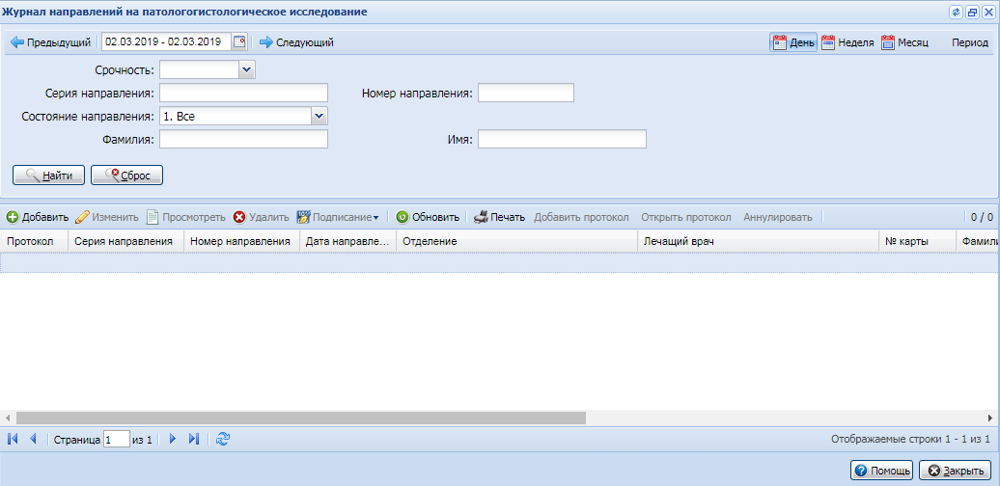 Журнал направлений на патологогистологическое исследование
Предыдущий 02.03.2019 - 02.03.2019 Следующий День Неделя Месяц Период
Срочность:
Серия направления: Номер направления:
Состояние направления: 1. Все
Фамилия: Имя:
Найти Сброс
Добавить Изменить Просмотреть Удалить Подписание Обновить Печать Добавить протокол Открыть протокол Аннулировать 0 / 0
Протокол Серия направления Номер направления Дата направле... Отделение Лечащий врач № карты Фамили
Страница 1 из 1 Отображаемые строки 1 - 1 из 1
Помощь Закрыть